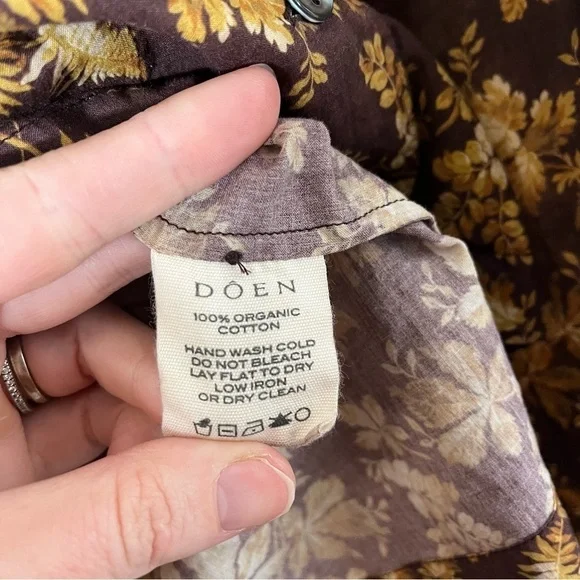 DÔEN
100% ORGANIC
COTTON
HAND WASH COLD
DO NOT BLEACH
LAY FLAT TO DRY
LOW IRON
OR DRY CLEAN